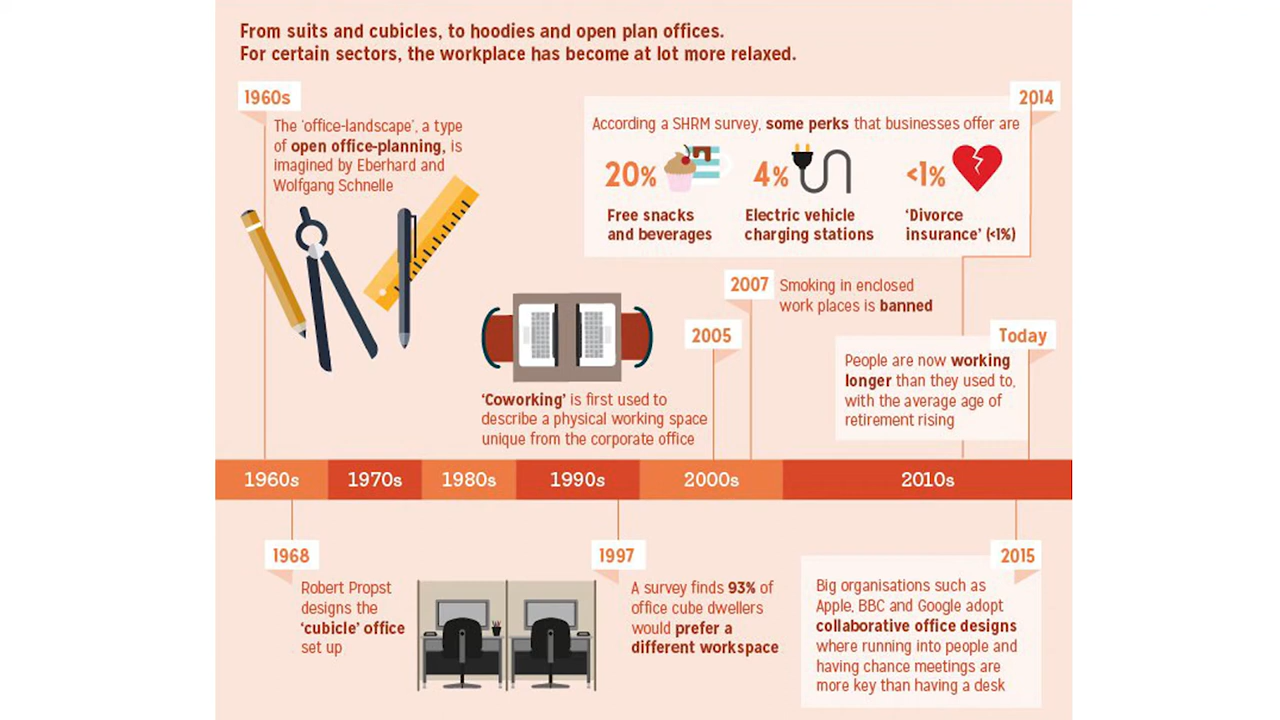 From suits and cubicles, to hoodies and open plan offices.
For certain sectors, the workplace has become at lot more relaxed.
1960s
The 'office-landscape', a type
of open office-planning, is
imagined by Eberhard and
Wolfgang Schnelle
2014
According a SHRM survey, some perks that businesses offer are
20%
Free snacks
and beverages
4%
Electric vehicle
charging stations
<1%
'Divorce
insurance' (<1%)
2007
Smoking in enclosed
work places is banned
2005
'Coworking' is first used to
describe a physical working space
unique from the corporate office
Today
People are now working
longer than they used to,
with the average age of
retirement rising
1960s 1970s 1980s 1990s 2000s 2010s
1968
Robert Propst
designs the
'cubicle' office
set up
1997
A survey finds 93% of
office cube dwellers
would prefer a
different workspace
2015
Big organisations such as
Apple, BBC and Google adopt
collaborative office designs
where running into people and
having chance meetings are
more key than having a desk